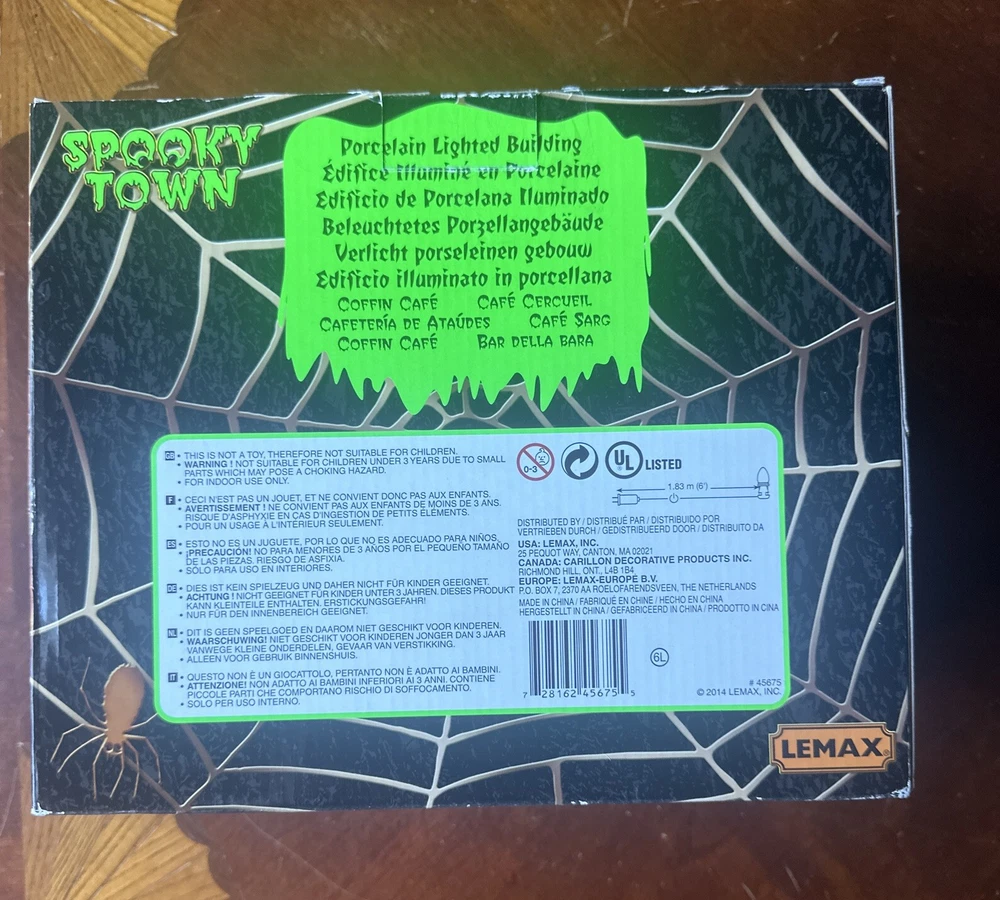 SPOOKY
TOWN
Porcelain Lighted Building
Édifice Illuminé en Porcelaine
Edificio de Porcelana Iluminado
Beleuchtetes Porzellangebäude
Verlicht porseleinen gebouw
Edificio illuminato in porcellana
COFFIN CAFÉ CAFÉ CERCUEIL
CAFETERÍA DE ATAÚDES CAFÉ SARG
COFFIN CAFÉ BAR DELLA BARA
GB • THIS IS NOT A TOY, THEREFORE NOT SUITABLE FOR CHILDREN.
• WARNING ! NOT SUITABLE FOR CHILDREN UNDER 3 YEARS DUE TO SMALL
PARTS WHICH MAY POSE A CHOKING HAZARD.
• FOR INDOOR USE ONLY.
F • CECI N'EST PAS UN JOUET, ET NE CONVIENT DONC PAS AUX ENFANTS.
• AVERTISSEMENT ! NE CONVIENT PAS AUX ENFANTS DE MOINS DE 3 ANS.
RISQUE D'ASPHYXIE EN CAS D'INGESTION DE PETITS ÉLÉMENTS.
• POUR UN USAGE À L'INTÉRIEUR SEULEMENT.
ES • ESTO NO ES UN JUGUETE, POR LO QUE NO ES ADECUADO PARA NIÑOS.
• ¡PRECAUCIÓN! NO PARA MENORES DE 3 AÑOS POR EL PEQUEÑO TAMAÑO
DE LAS PIEZAS. RIESGO DE ASFIXIA.
• SOLO PARA USO EN INTERIORES.
DE • DIES IST KEIN SPIELZEUG UND DAHER NICHT FÜR KINDER GEEIGNET.
• ACHTUNG ! NICHT GEEIGNET FÜR KINDER UNTER 3 JAHREN. DIESES PRODUKT
KANN KLEINTEILE ENTHALTEN. ERSTICKUNGSGEFAHR!
• NUR FÜR DEN INNENBEREICH GEEIGNET.
NL • DIT IS GEEN SPEELGOED EN DAAROM NIET GESCHIKT VOOR KINDEREN.
• WAARSCHUWING! NIET GESCHIKT VOOR KINDEREN JONGER DAN 3 JAAR
VANWEGE KLEINE ONDERDELEN, GEVAAR VAN VERSTIKKING.
• ALLEEN VOOR GEBRUIK BINNENSHUIS.
IT • QUESTO NON È UN GIOCATTOLO, PERTANTO NON È ADATTO AI BAMBINI.
• ATTENZIONE! NON ADATTO AI BAMBINI INFERIORI AI 3 ANNI. CONTIENE
PICCOLE PARTI CHE COMPORTANO RISCHIO DI SOFFOCAMENTO.
• SOLO PER USO INTERNO.
0-3 UL LISTED
1.83 m (6')
DISTRIBUTED BY / DISTRIBUÉ PAR / DISTRIBUIDO POR
VERTRIEBEN DURCH / GEDISTRIBUEERD DOOR / DISTRIBUITO DA
USA: LEMAX, INC.
25 PEQUOT WAY, CANTON, MA 02021
CANADA: CARILLON DECORATIVE PRODUCTS INC.
RICHMOND HILL, ONT., L4B 1B4
EUROPE: LEMAX-EUROPE B.V.
P.O. BOX 7, 2370 AA ROELOFARENDSVEEN, THE NETHERLANDS
MADE IN CHINA / FABRIQUÉ EN CHINE / HECHO EN CHINA
HERGESTELLT IN CHINA / GEFABRICEERD IN CHINA / PRODOTTO IN CINA
6L
7 28162 45675 5
# 45675
© 2014 LEMAX, INC.
LEMAX®